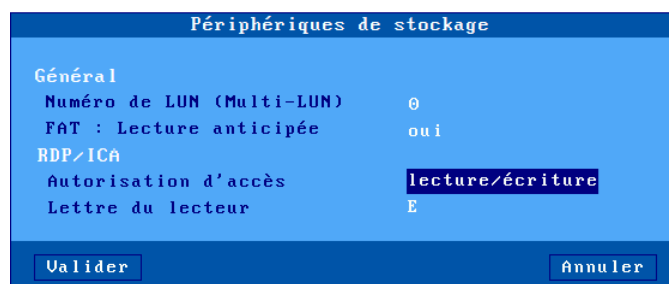 Périphériques de stockage
Général
Numéro de LUN (Multi-LUN) 0
FAT : Lecture anticipée oui
RDP/ICA
Autorisation d'accès lecture/écriture
Lettre du lecteur E
Valider Annuler